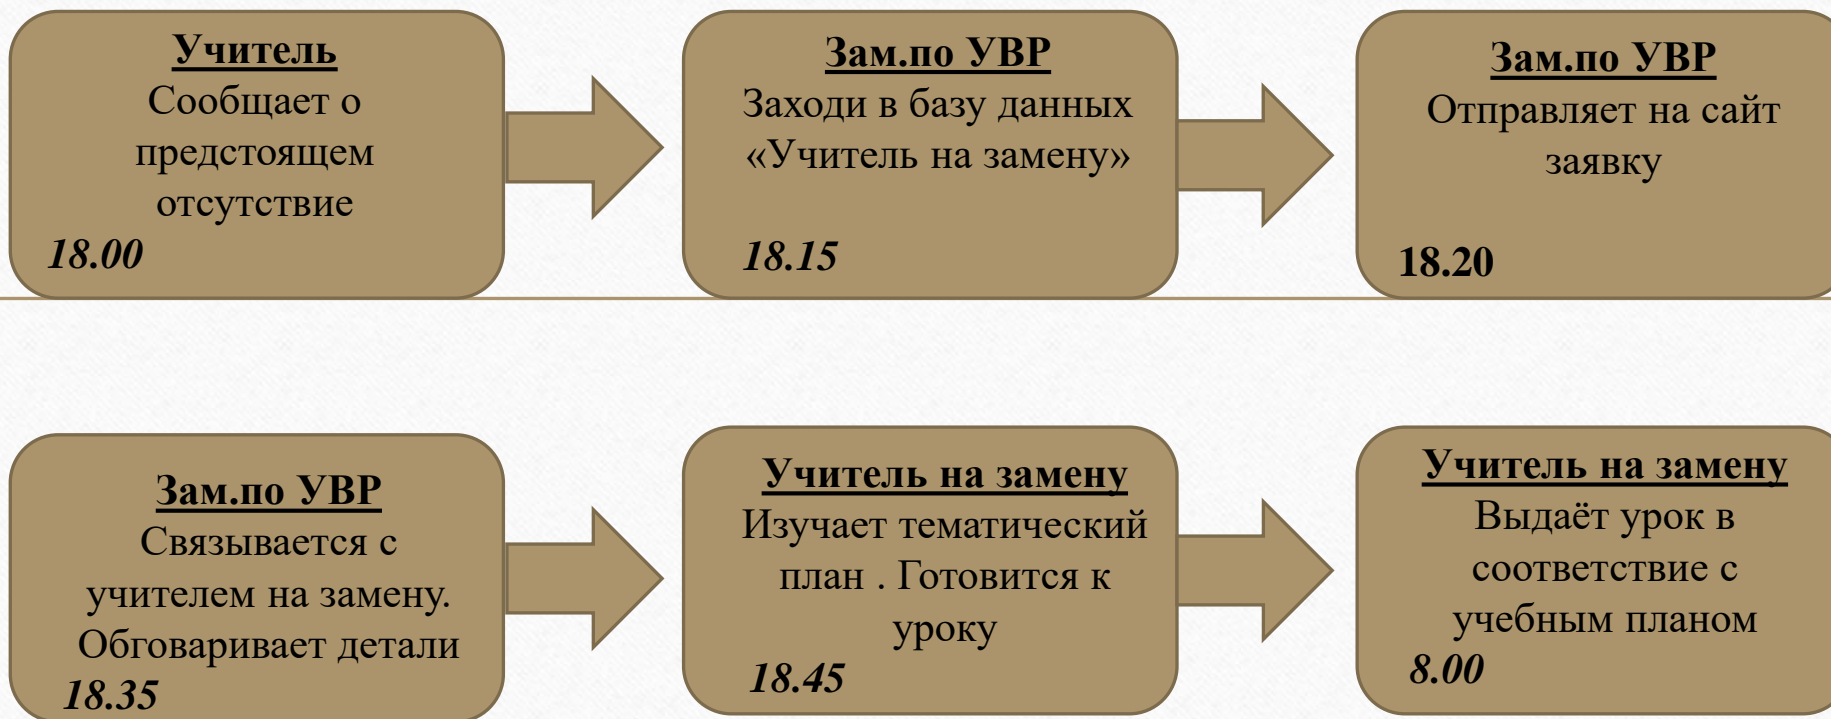 Учитель
Сообщает о
предстоящем
отсутствие
18.00
Зам.по УВР
Заходи в базу данных
«Учитель на замену»
18.15
Зам.по УВР
Отправляет на сайт
заявку
18.20
Зам.по УВР
Связывается с
учителем на замену.
Обговаривает детали
18.35
Учитель на замену
Изучает тематический
план . Готовится к
уроку
18.45
Учитель на замену
Выдаёт урок в
соответствие с
учебным планом
8.00